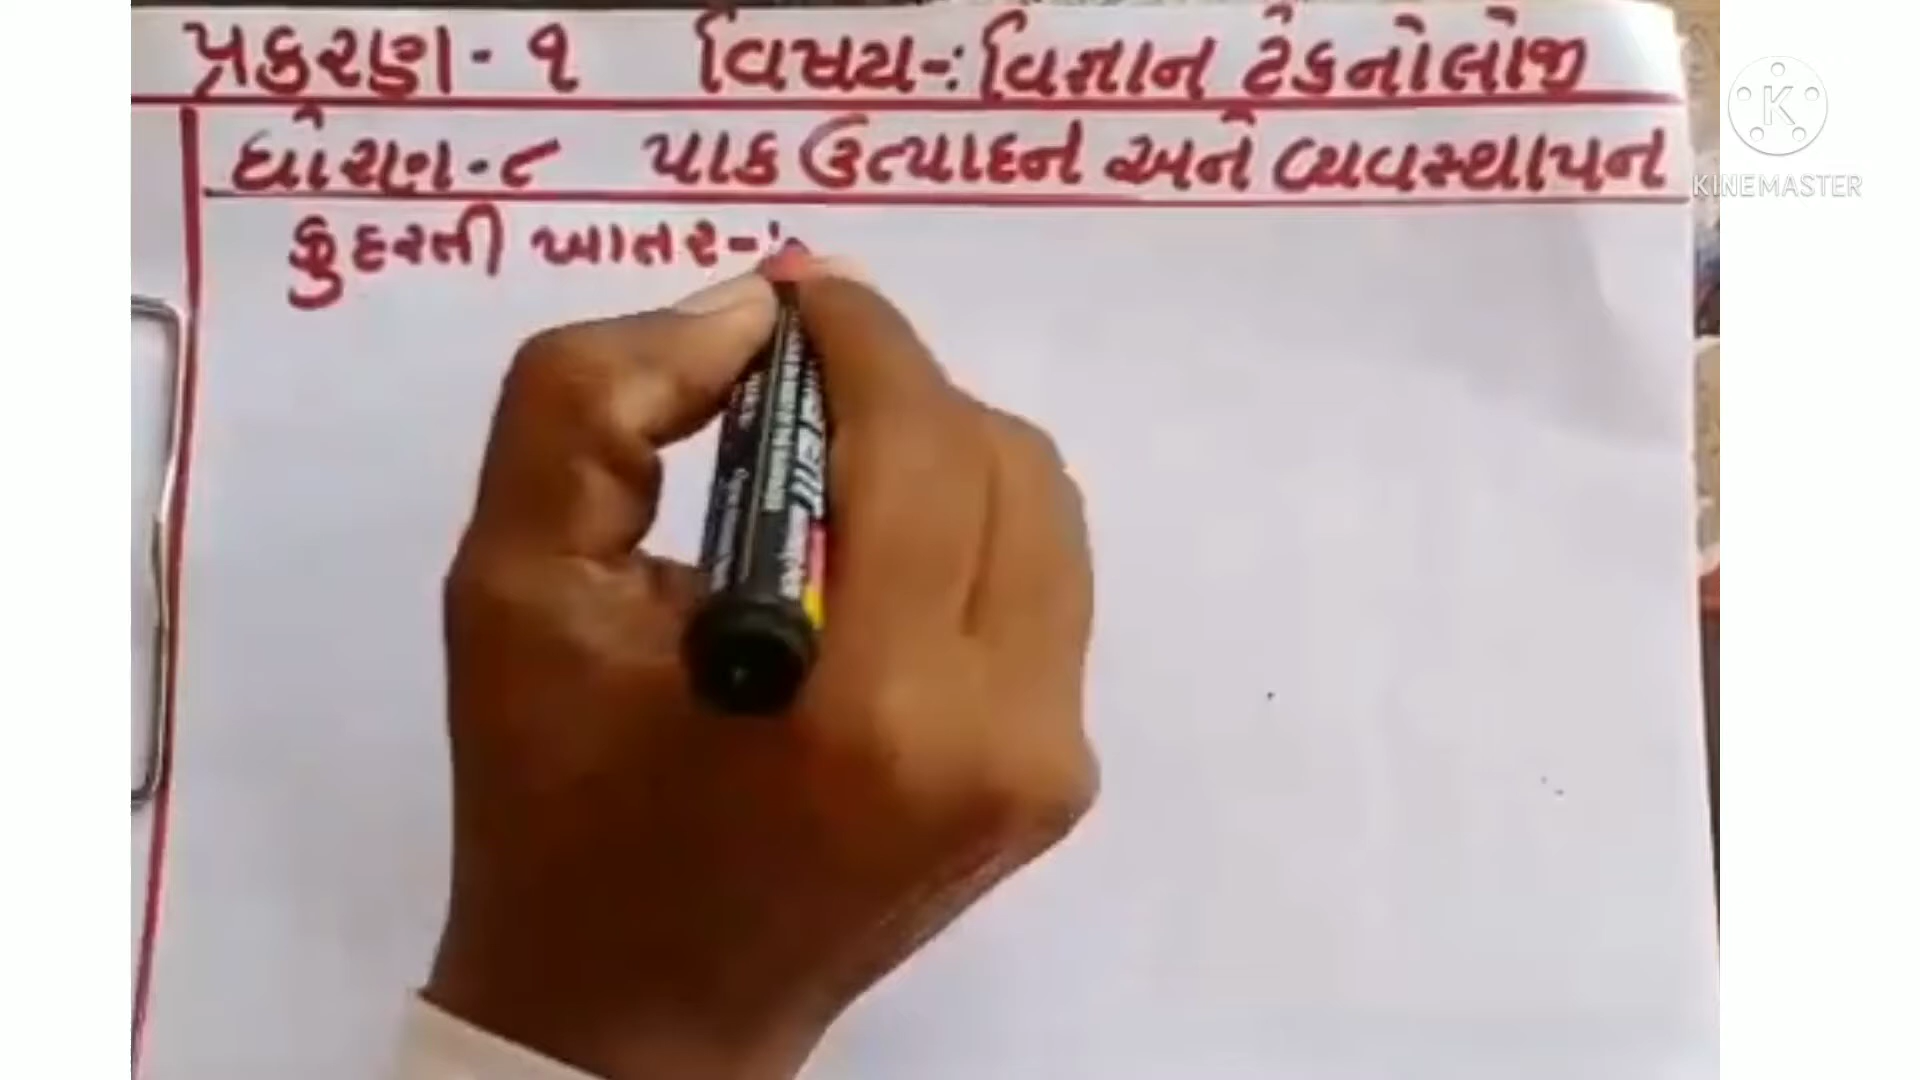 પ્રકરણ - ૧ વિષય-: વિજ્ઞાન ટેકનોલોજી
ધોરણ - ૮ પાક ઉત્પાદન અને વ્યવસ્થાપન
કુદરતી ખાતર -
KINEMASTER